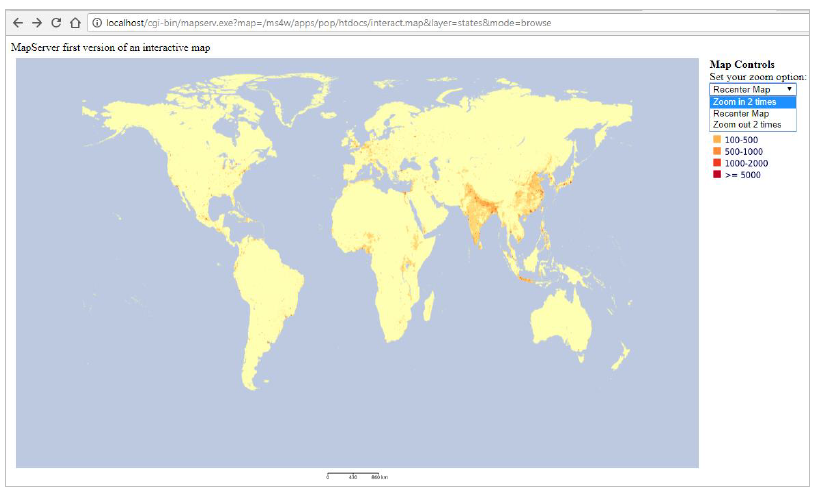 localhost/cgi-bin/mapserv.exe?map=/ms4w/apps/pop/htdocs/interact.map&layer=states&mode=browse
MapServer first version of an interactive map
Map Controls
Set your zoom option:
Recenter Map
Zoom in 2 times
Recenter Map
Zoom out 2 times
100-500
500-1000
1000-2000
>= 5000
0
km